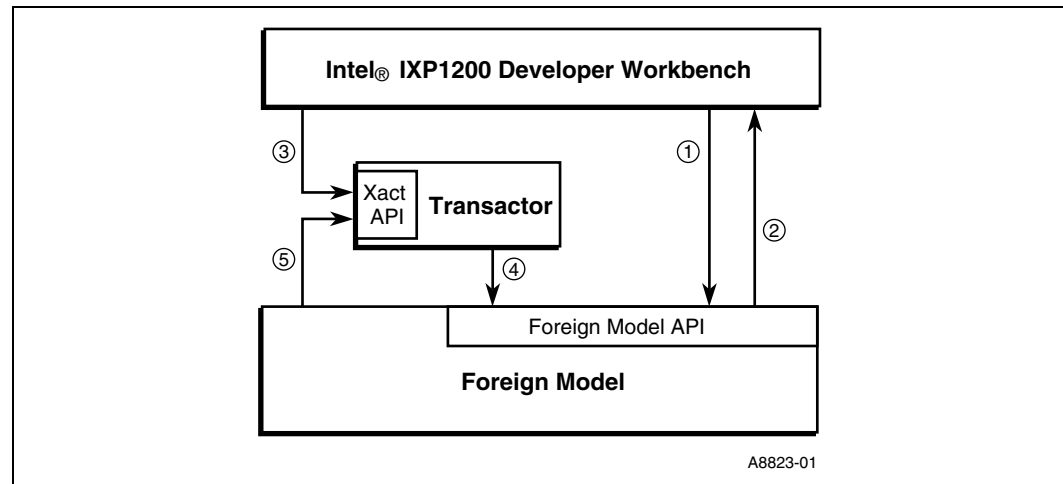 Intel® IXP1200 Developer Workbench
③
①
Xact
API
Transactor
②
⑤
④
Foreign Model API
Foreign Model
A8823-01